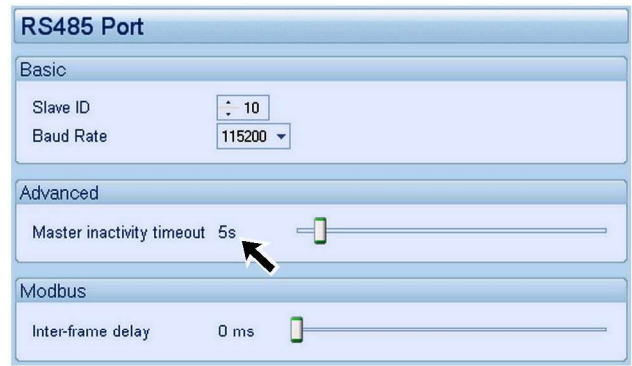 RS485 Port
Basic
Slave ID 10
Baud Rate 115200
Advanced
Master inactivity timeout 5s
Modbus
Inter-frame delay 0 ms